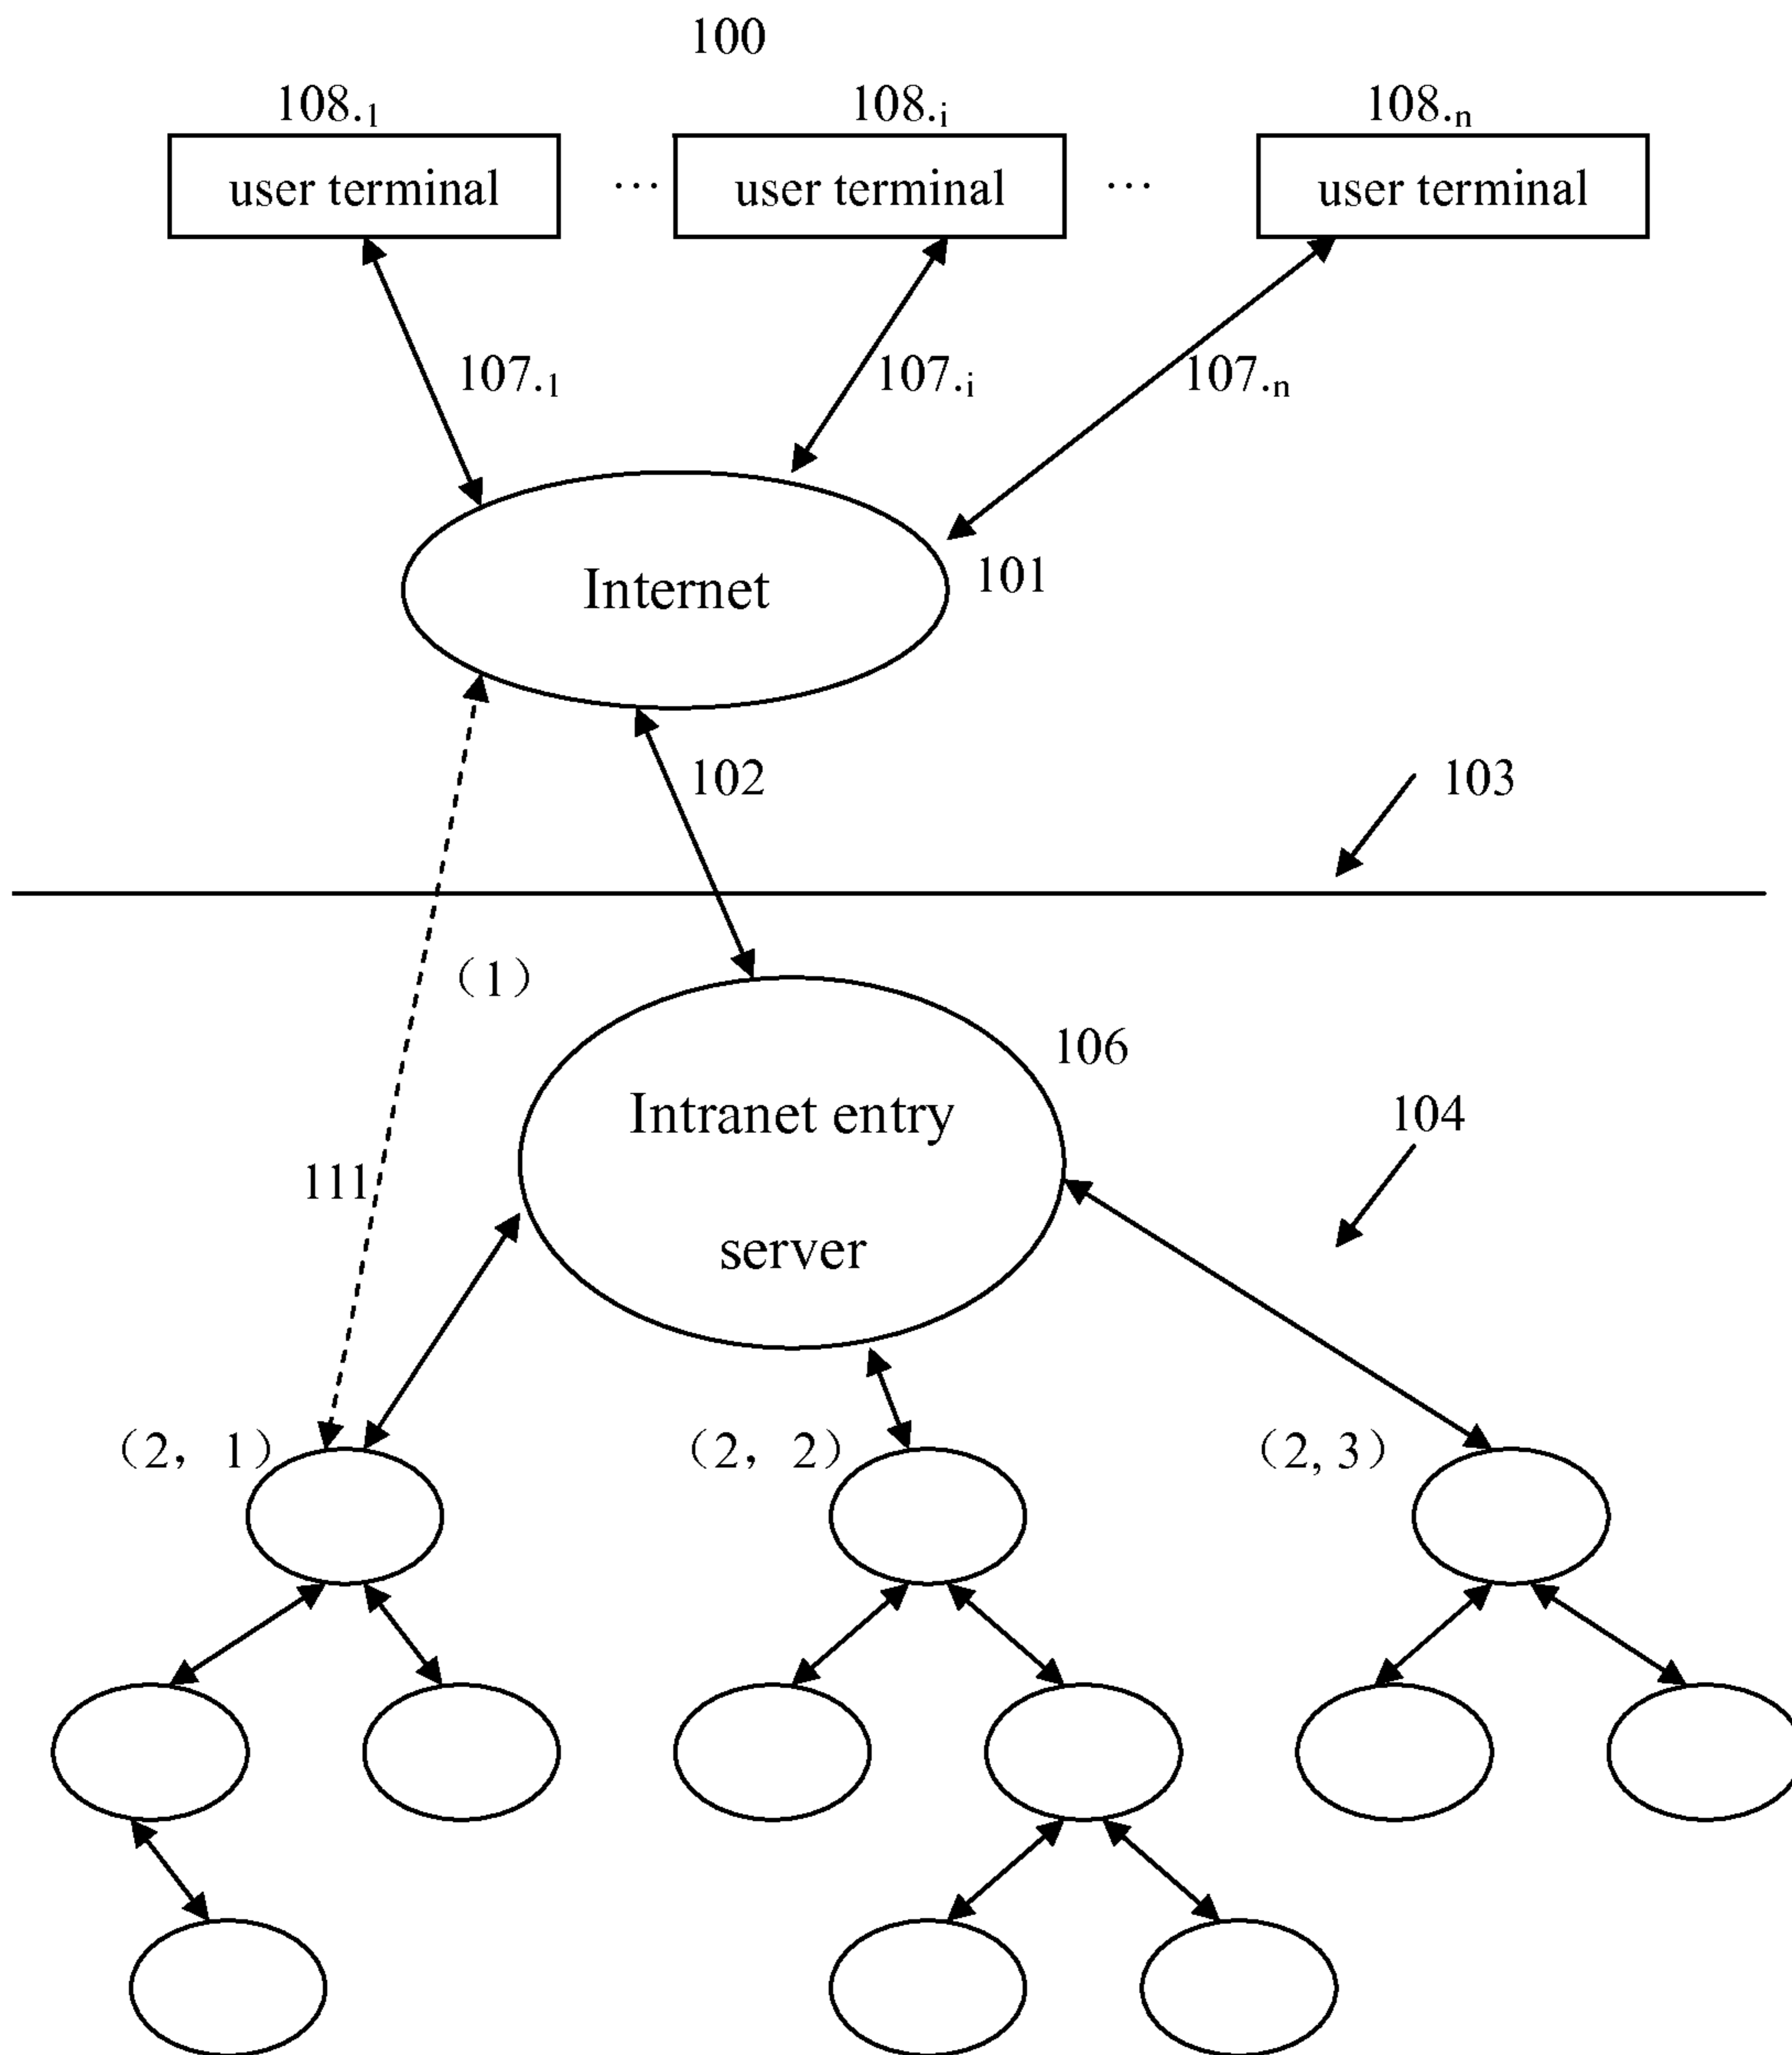 100
108.1 108.i 108.n
user terminal … user terminal … user terminal
107.1 107.i 107.n
Internet
101
102
103
(1)
106
Intranet entry
server
104
111
(2, 1) (2, 2) (2, 3)